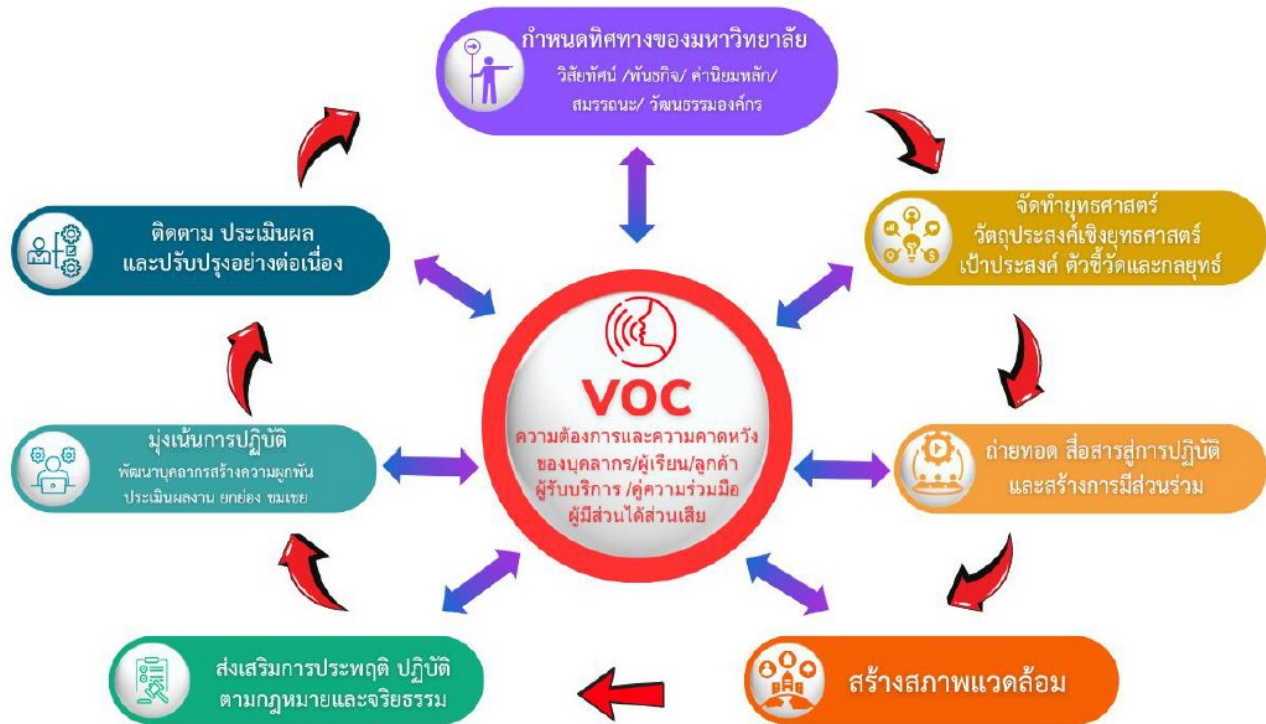 กำหนดทิศทางของมหาวิทยาลัย
วิสัยทัศน์ /พันธกิจ/ ค่านิยมหลัก/
สมรรถนะ/ วัฒนธรรมองค์กร
จัดทำยุทธศาสตร์
วัตถุประสงค์เชิงยุทธศาสตร์
เป้าประสงค์ ตัวชี้วัดและกลยุทธ์
ถ่ายทอด สื่อสารสู่การปฏิบัติ
และสร้างการมีส่วนร่วม
สร้างสภาพแวดล้อม
ส่งเสริมการประพฤติ ปฏิบัติ
ตามกฎหมายและจริยธรรม
มุ่งเน้นการปฏิบัติ
พัฒนาบุคลากรสร้างความผูกพัน
ประเมินผลงาน ยกย่อง ชมเชย
ติดตาม ประเมินผล
และปรับปรุงอย่างต่อเนื่อง
VOC
ความต้องการและความคาดหวัง
ของบุคลากร/ผู้เรียน/ลูกค้า
ผู้รับบริการ /คู่ความร่วมมือ
ผู้มีส่วนได้ส่วนเสีย